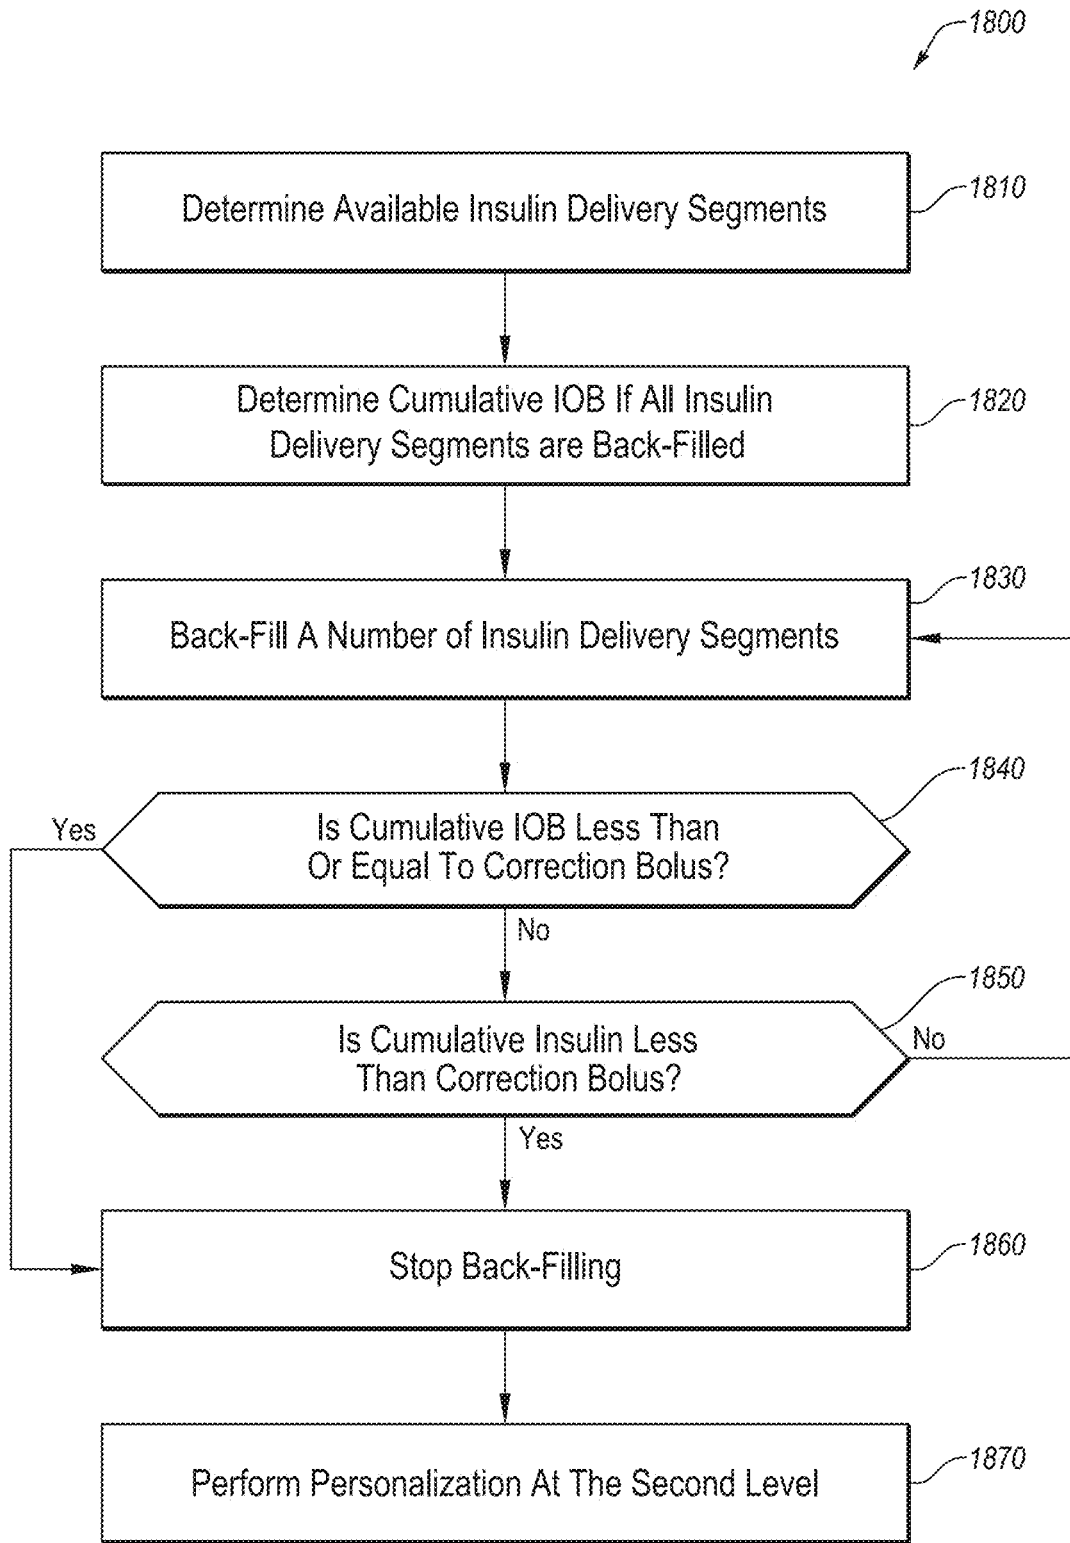 1800
Determine Available Insulin Delivery Segments
1810
Determine Cumulative IOB If All Insulin
Delivery Segments are Back-Filled
1820
Back-Fill A Number of Insulin Delivery Segments
1830
Is Cumulative IOB Less Than
Or Equal To Correction Bolus?
1840
Yes
No
Is Cumulative Insulin Less
Than Correction Bolus?
1850
No
Yes
Stop Back-Filling
1860
Perform Personalization At The Second Level
1870